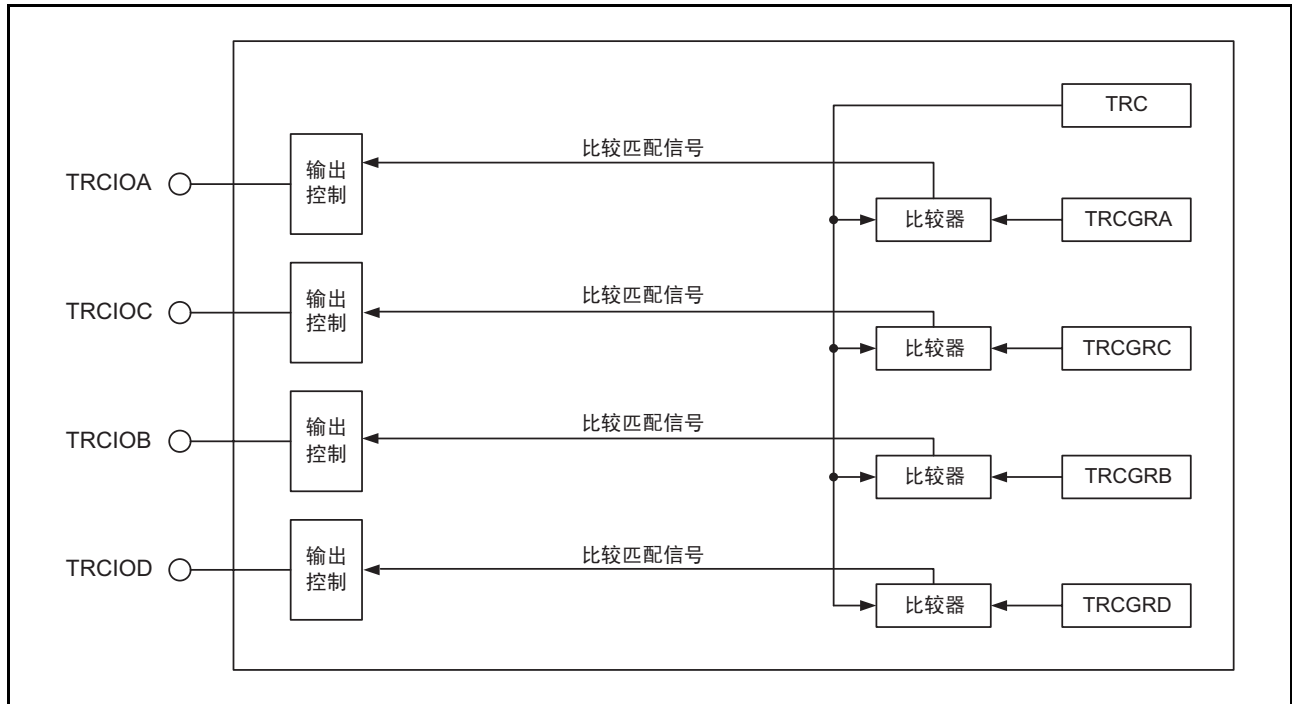 TRC
比较匹配信号
TRCIOA
输出
控制
比较器
TRCGRA
比较匹配信号
TRCIOC
输出
控制
比较器
TRCGRC
比较匹配信号
TRCIOB
输出
控制
比较器
TRCGRB
比较匹配信号
TRCIOD
输出
控制
比较器
TRCGRD